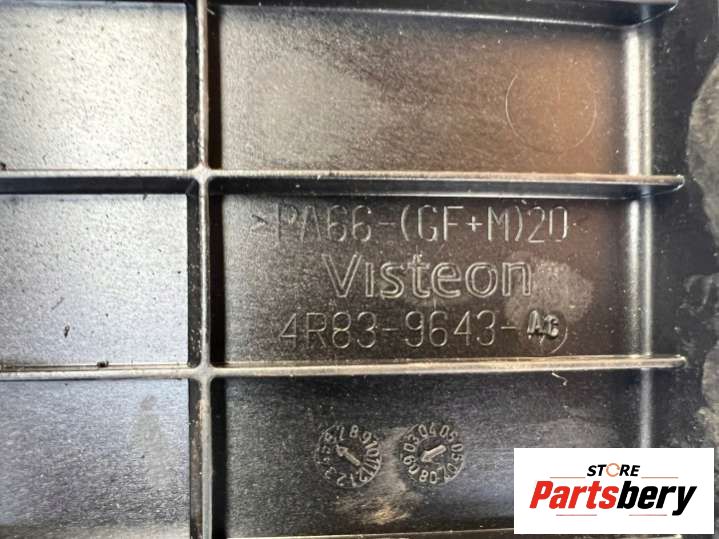 >PA66-(GF+M)20<
Visteon
4R83-9643-AC
STORE
Partsbery